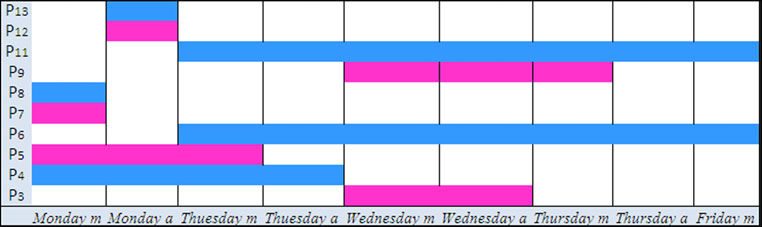 P13
P12
P11
P9
P8
P7
P6
P5
P4
P3
Monday m Monday a Thuesday m Thuesday a Wednesday m Wednesday a Thursday m Thursday a Friday m